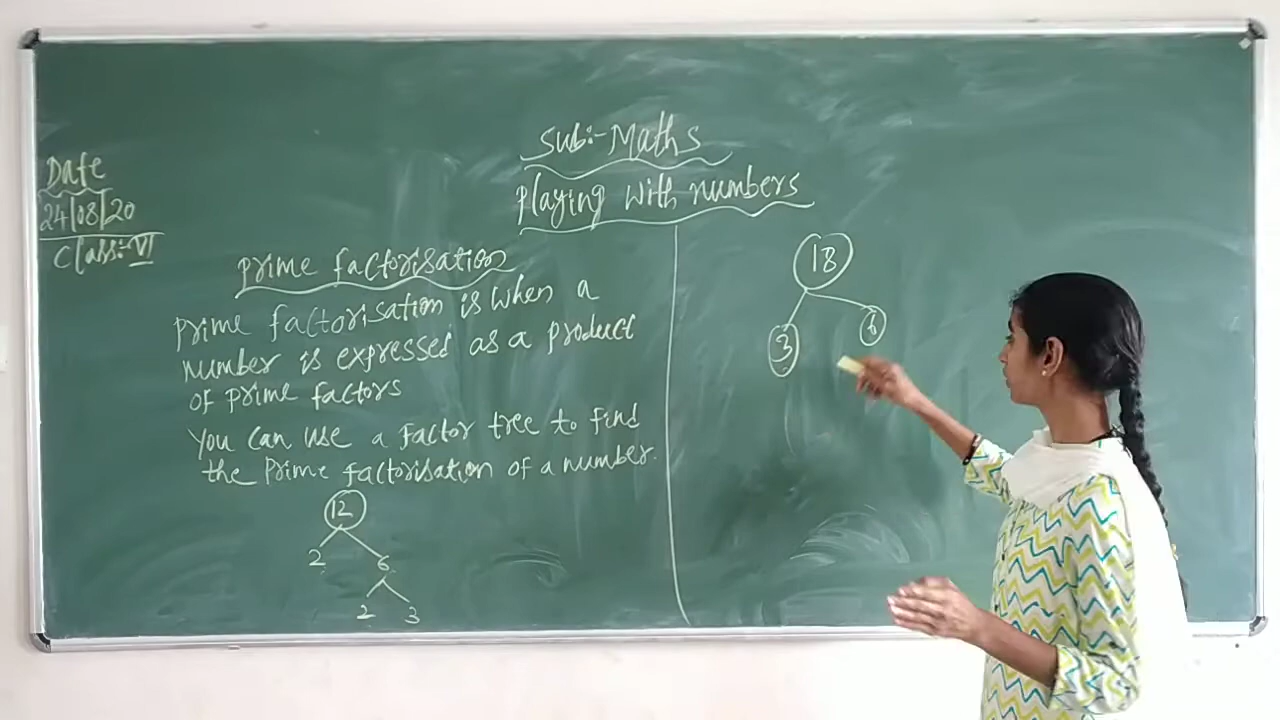 Sub:- Maths
Playing with numbers
Date
24/08/20
Class:- VI
Prime factorisation
Prime factorisation is when a
number is expressed as a product
of prime factors
You can use a factor tree to find
the Prime factorisation of a number.
12
2 6
2 3
18
3 6